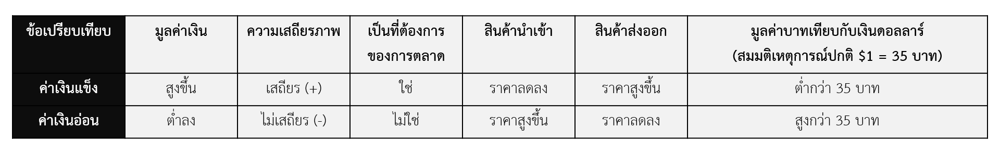 ข้อเปรียบเทียบ มูลค่าเงิน ความเสถียรภาพ เป็นที่ต้องการ สินค้านำเข้า สินค้าส่งออก มูลค่าบาทเทียบกับเงินดอลลาร์
ของการตลาด (สมมติเหตุการณ์ปกติ $1 = 35 บาท)
ค่าเงินแข็ง สูงขึ้น เสถียร (+) ใช่ ราคาลดลง ราคาสูงขึ้น ต่ำกว่า 35 บาท
ค่าเงินอ่อน ต่ำลง ไม่เสถียร (-) ไม่ใช่ ราคาสูงขึ้น ราคาลดลง สูงกว่า 35 บาท